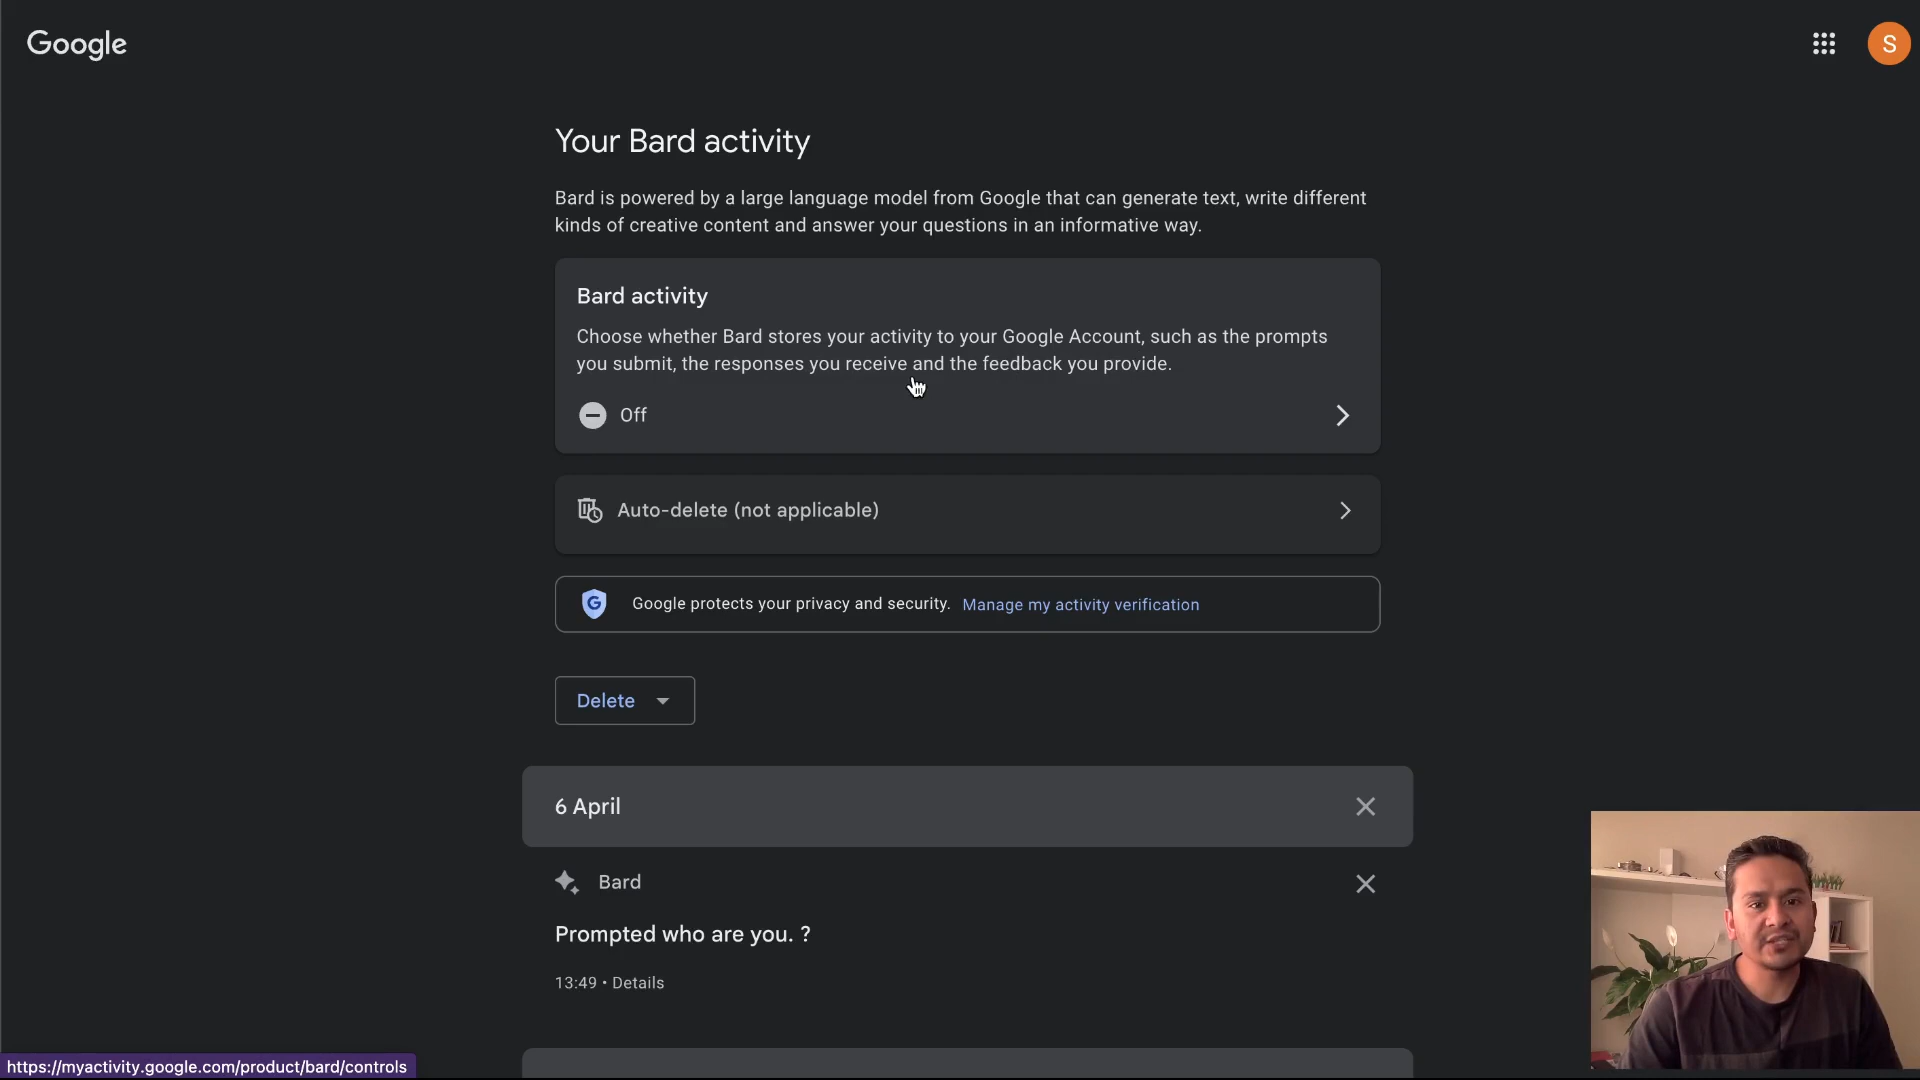 Google
S
Your Bard activity
Bard is powered by a large language model from Google that can generate text, write different
kinds of creative content and answer your questions in an informative way.
Bard activity
Choose whether Bard stores your activity to your Google Account, such as the prompts
you submit, the responses you receive and the feedback you provide.
Off
Auto-delete (not applicable)
G
Google protects your privacy and security. Manage my activity verification
Delete
6 April
Bard
Prompted who are you. ?
13:49 • Details
https://myactivity.google.com/product/bard/controls